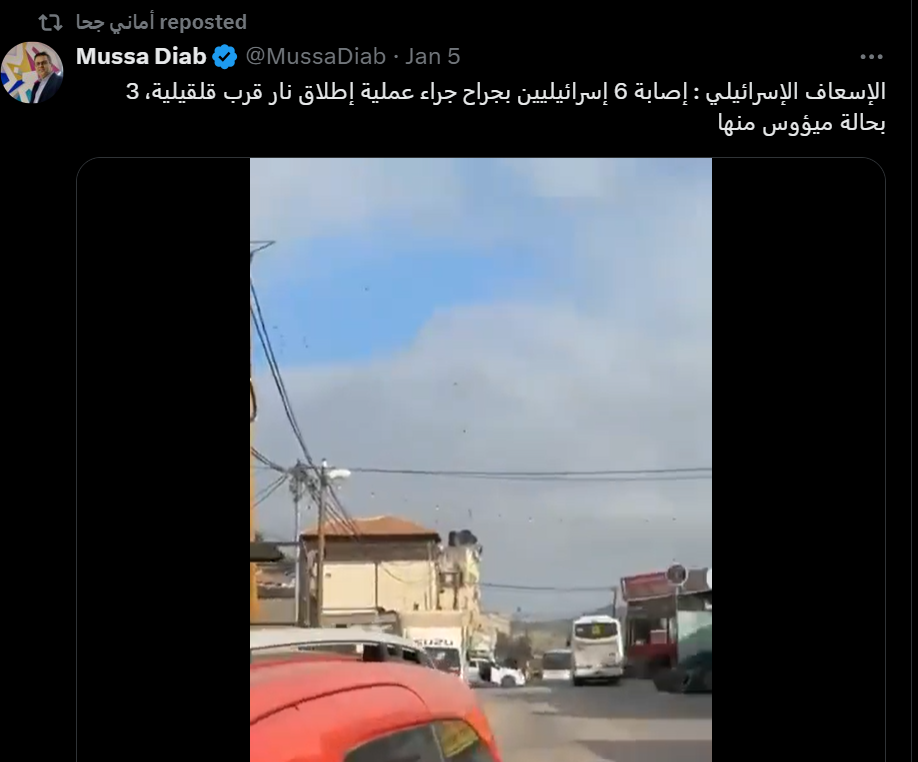 أماني جحا reposted
Mussa Diab @MussaDiab · Jan 5
الإسعاف الإسرائيلي : إصابة 6 إسرائيليين بجراح جراء عملية إطلاق نار قرب قلقيلية، 3
بحالة ميؤوس منها
SUZU